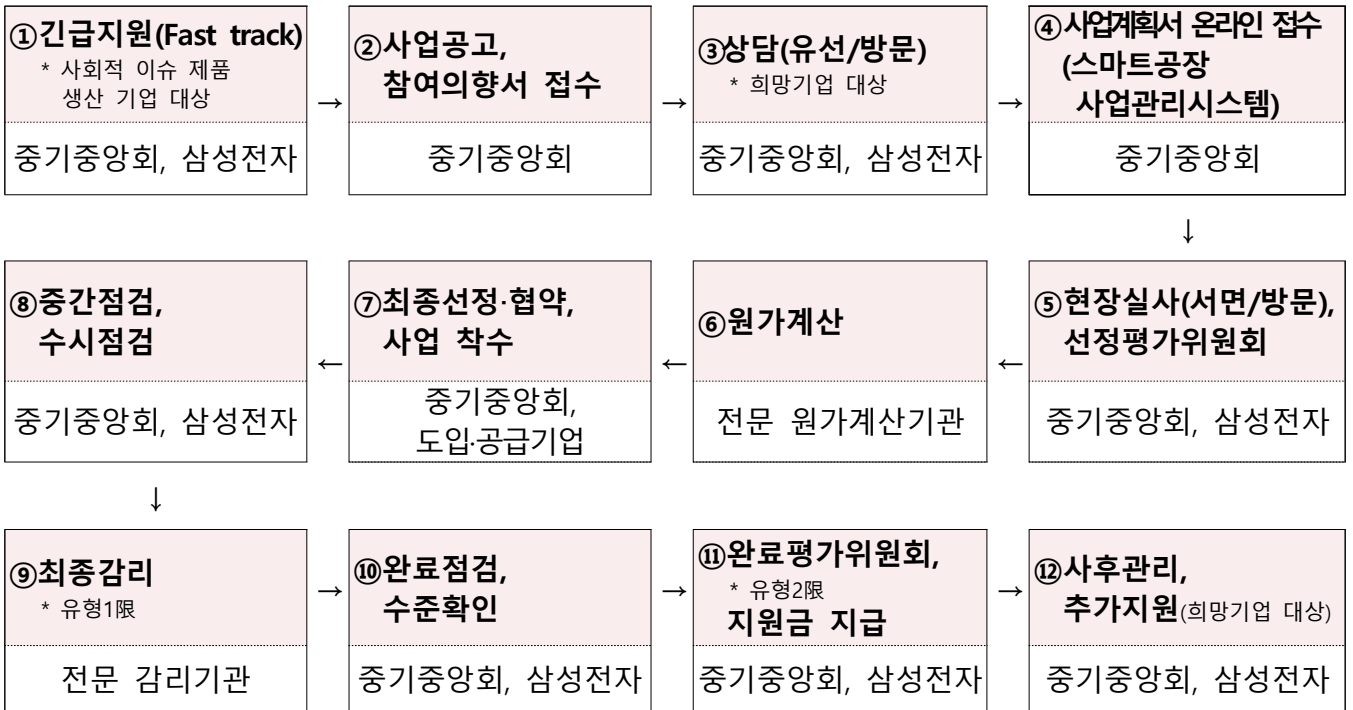 ①긴급지원(Fast track)
* 사회적 이슈 제품
생산 기업 대상
중기중앙회, 삼성전자
→
②사업공고,
참여의향서 접수
중기중앙회
→
③상담(유선/방문)
* 희망기업 대상
중기중앙회, 삼성전자
→
④사업계획서 온라인 접수
(스마트공장
사업관리시스템)
중기중앙회
↓
⑤현장실사(서면/방문),
선정평가위원회
중기중앙회, 삼성전자
←
⑥원가계산
전문 원가계산기관
←
⑦최종선정·협약,
사업 착수
중기중앙회,
도입·공급기업
←
⑧중간점검,
수시점검
중기중앙회, 삼성전자
↓
⑨최종감리
* 유형1限
전문 감리기관
→
⑩완료점검,
수준확인
중기중앙회, 삼성전자
→
⑪완료평가위원회,
* 유형2限
지원금 지급
중기중앙회, 삼성전자
→
⑫사후관리,
추가지원(희망기업 대상)
중기중앙회, 삼성전자